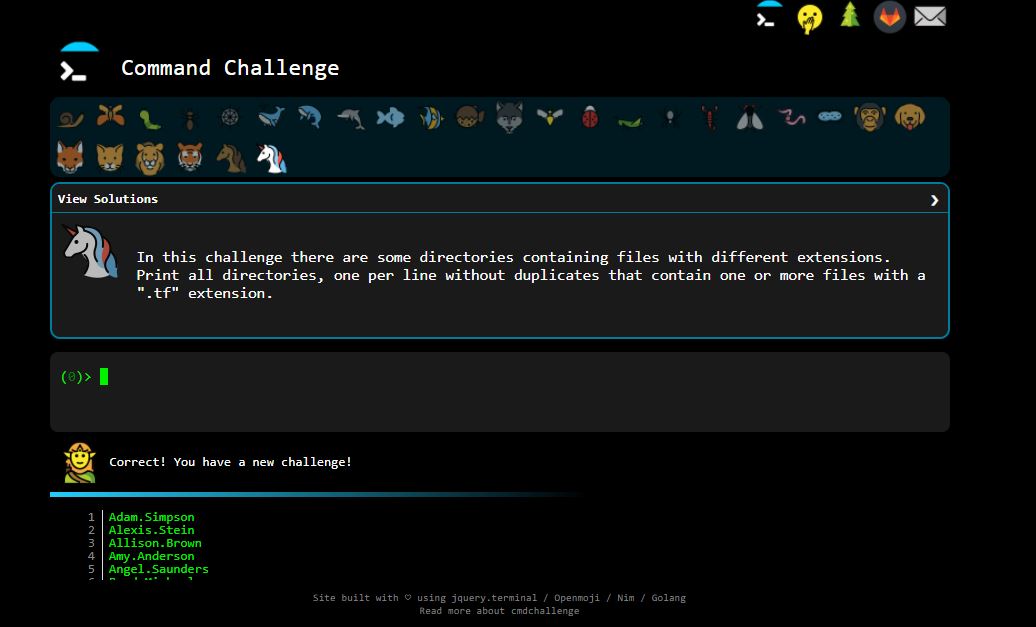 Command Challenge
View Solutions
In this challenge there are some directories containing files with different extensions.
Print all directories, one per line without duplicates that contain one or more files with a
".tf" extension.
(0)>
Correct! You have a new challenge!
1 Adam.Simpson
2 Alexis.Stein
3 Allison.Brown
4 Amy.Anderson
5 Angel.Saunders
Site built with ♡ using jquery.terminal / Openmoji / Nim / Golang
Read more about cmdchallenge